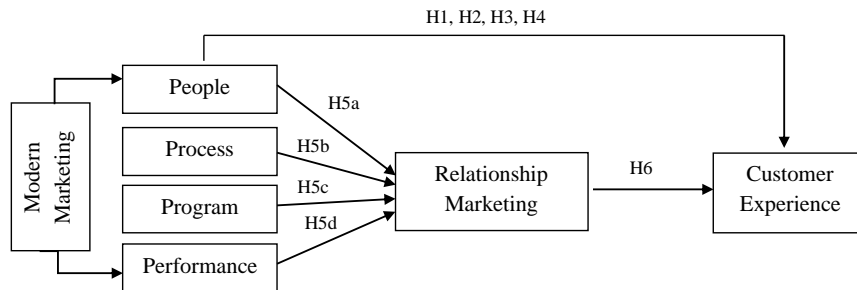 H1, H2, H3, H4
People
H5a
Process
H5b
Modern
Marketing
Relationship
Marketing
H6
Customer
Experience
H5c
Program
H5d
Performance